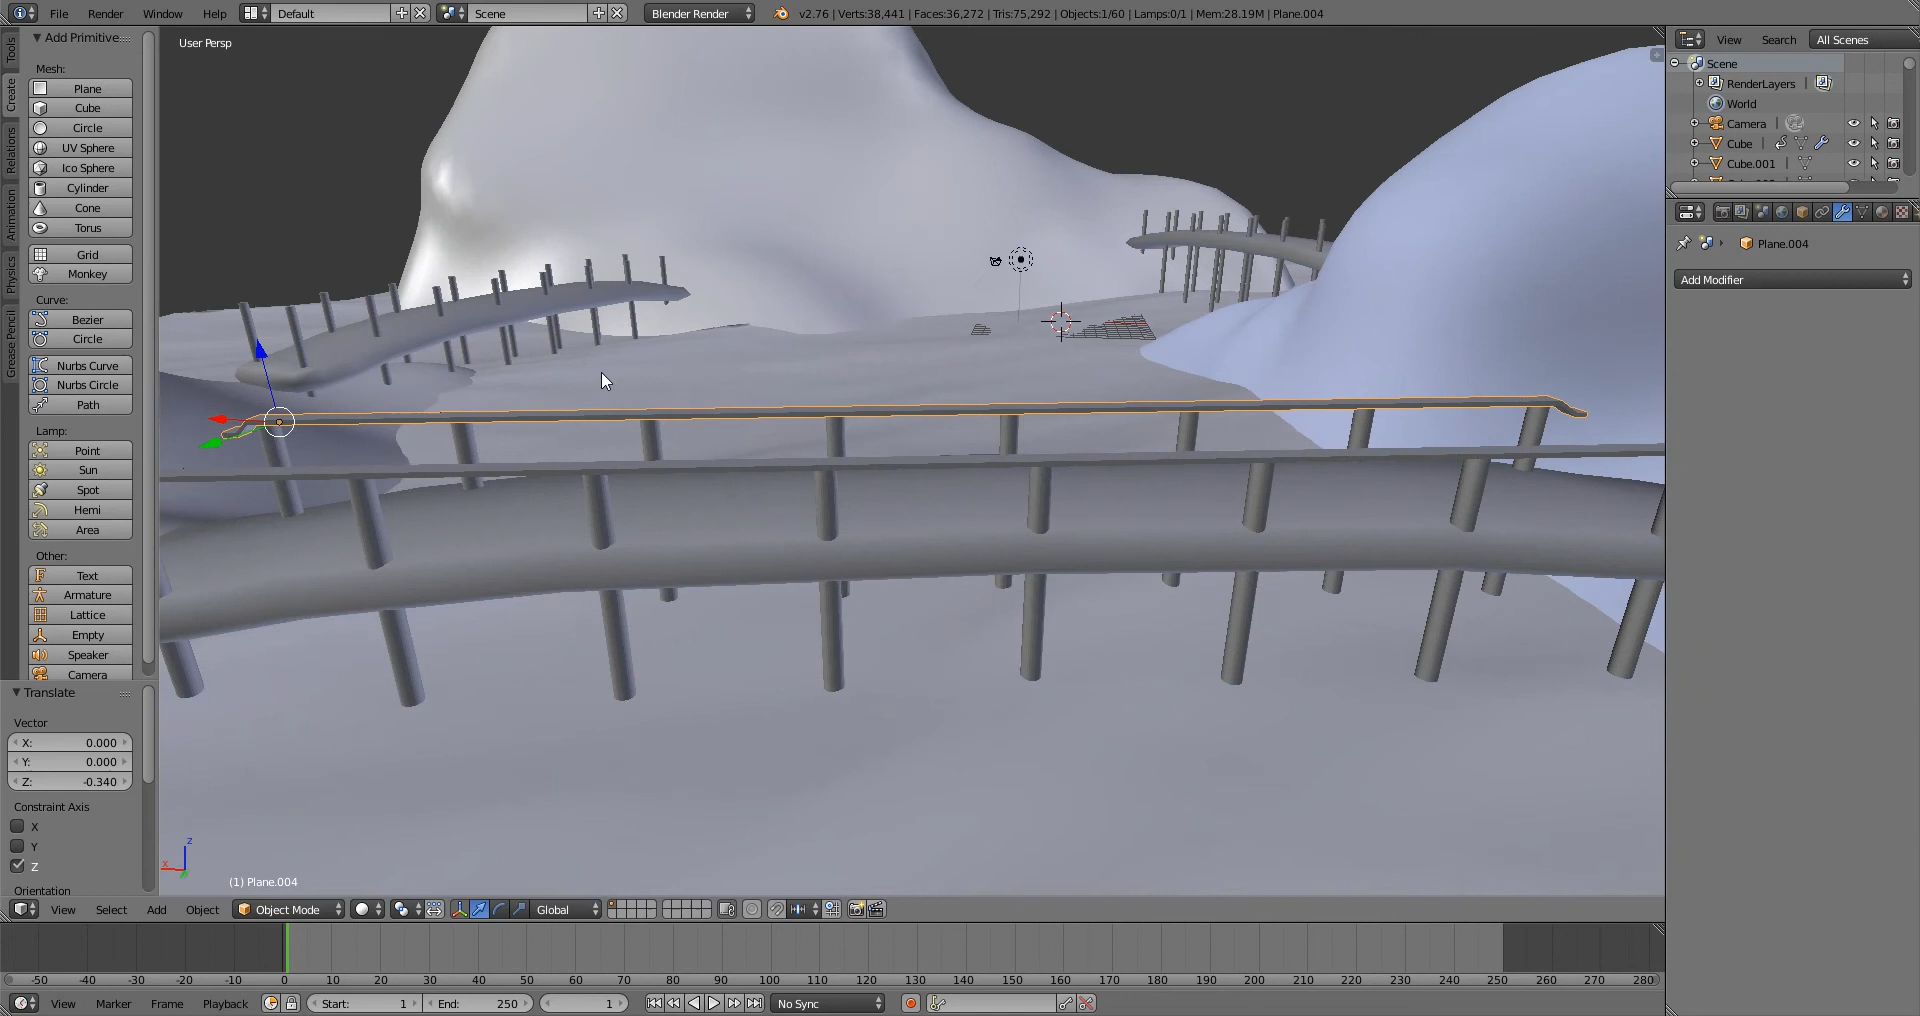 File Render Window Help Default Scene Blender Render v2.76 | Verts:38,441 | Faces:36,272 | Tris:75,292 | Objects:1/60 | Lamps:0/1 | Mem:28.19M | Plane.004
Tools
Create
Relations
Animation
Physics
Grease Pencil
Add Primitive
Mesh:
Plane
Cube
Circle
UV Sphere
Ico Sphere
Cylinder
Cone
Torus
Grid
Monkey
Curve:
Bezier
Circle
Nurbs Curve
Nurbs Circle
Path
Lamp:
Point
Sun
Spot
Hemi
Area
Other:
Text
Armature
Lattice
Empty
Speaker
Camera
Translate
Vector
X: 0.000
Y: 0.000
Z: -0.340
Constraint Axis
X
Y
Z
Orientation
User Persp
z
x
(1) Plane.004
View Search All Scenes
Scene
RenderLayers
World
Camera
Cube
Cube.001
Plane.004
Add Modifier
View Select Add Object Object Mode Global
-50 -40 -30 -20 -10 0 10 20 30 40 50 60 70 80 90 100 110 120 130 140 150 160 170 180 190 200 210 220 230 240 250 260 270 280
View Marker Frame Playback Start: 1 End: 250 1 No Sync